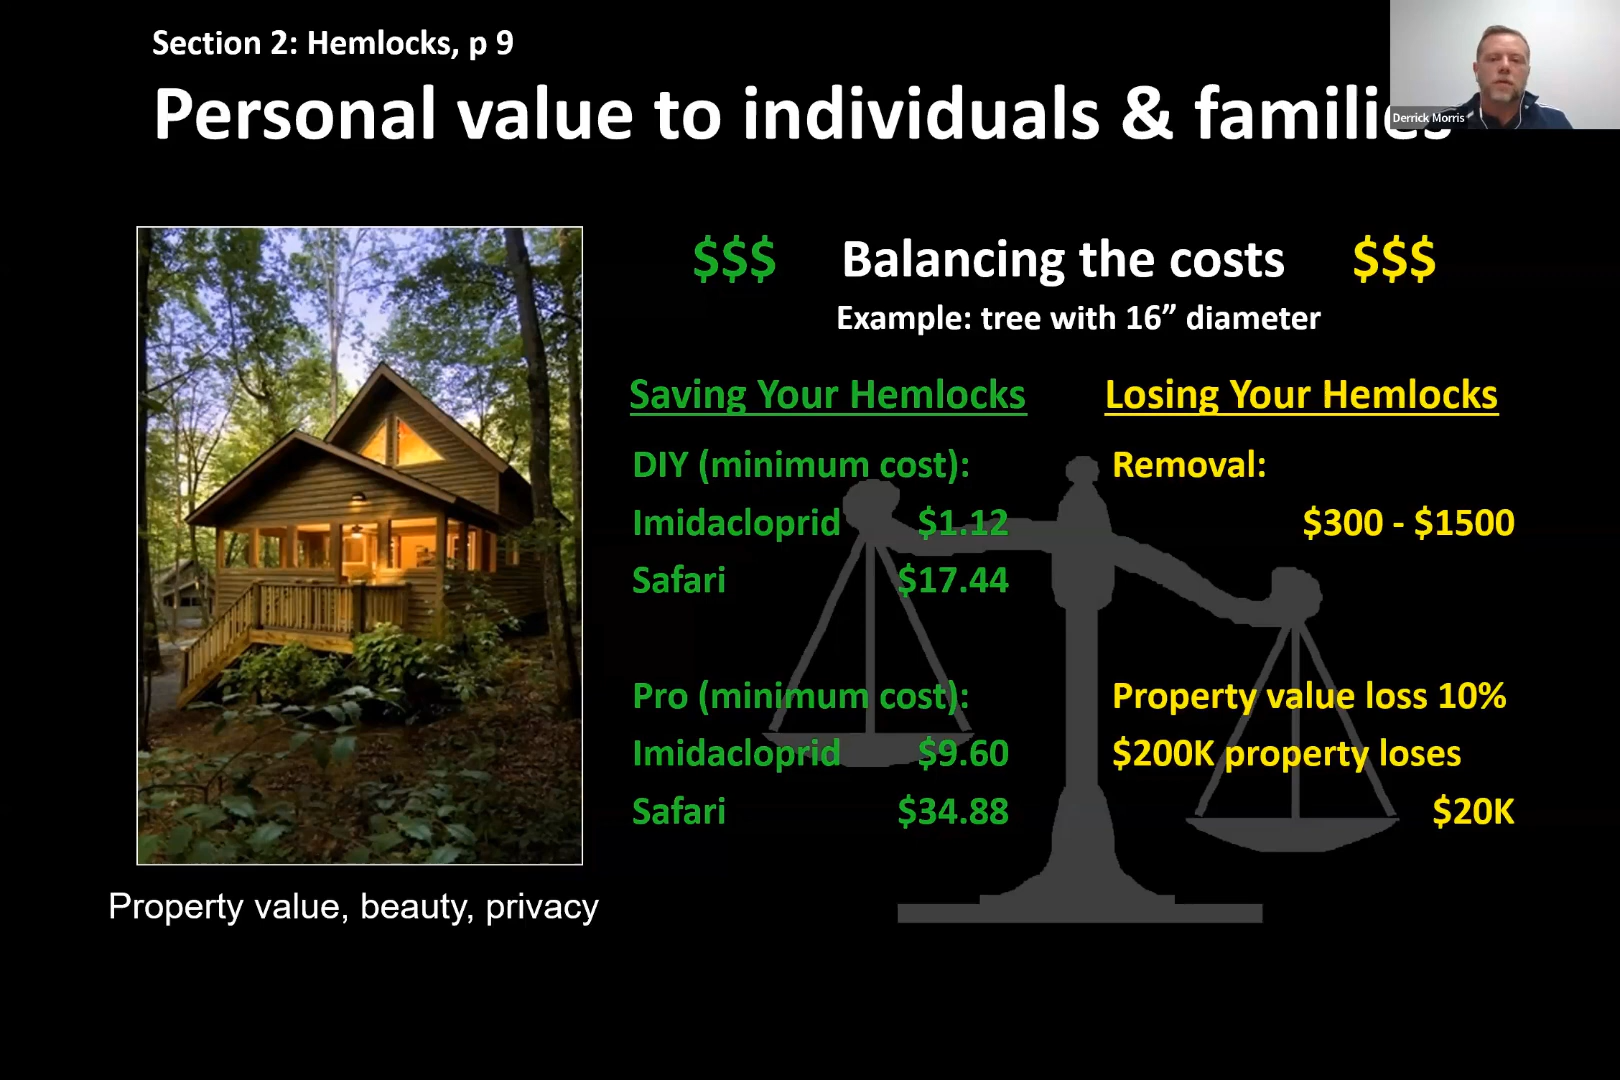 Section 2: Hemlocks, p 9
Personal value to individuals & families
Derrick Morris
$$$ Balancing the costs $$$
Example: tree with 16” diameter
Saving Your Hemlocks
DIY (minimum cost):
Imidacloprid $1.12
Safari $17.44
Pro (minimum cost):
Imidacloprid $9.60
Safari $34.88
Losing Your Hemlocks
Removal:
$300 - $1500
Property value loss 10%
$200K property loses
$20K
Property value, beauty, privacy